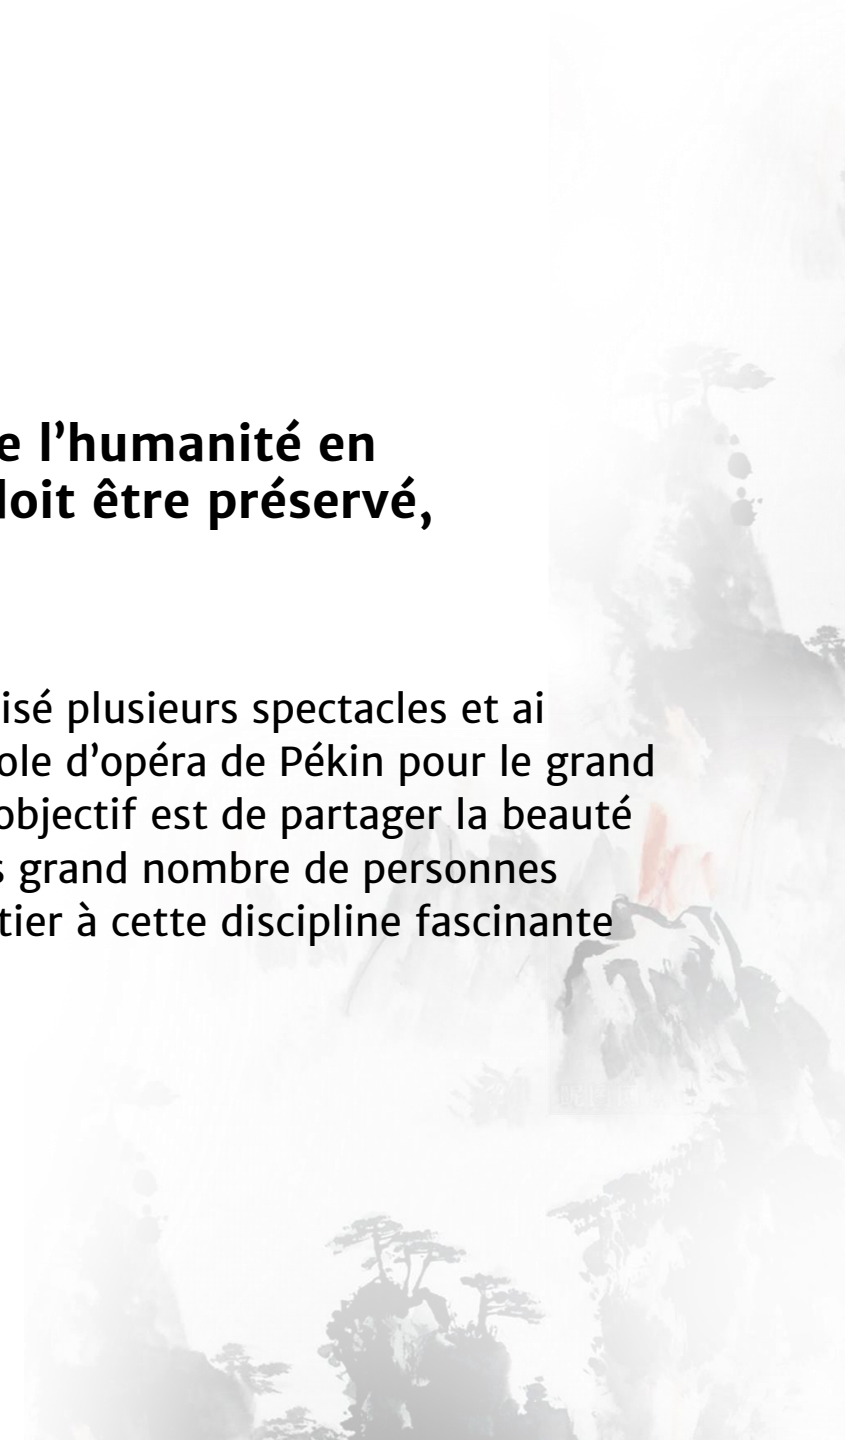 e l’humanité en
doit être préservé,
isé plusieurs spectacles et ai
ole d’opéra de Pékin pour le grand
objectif est de partager la beauté
s grand nombre de personnes
tier à cette discipline fascinante